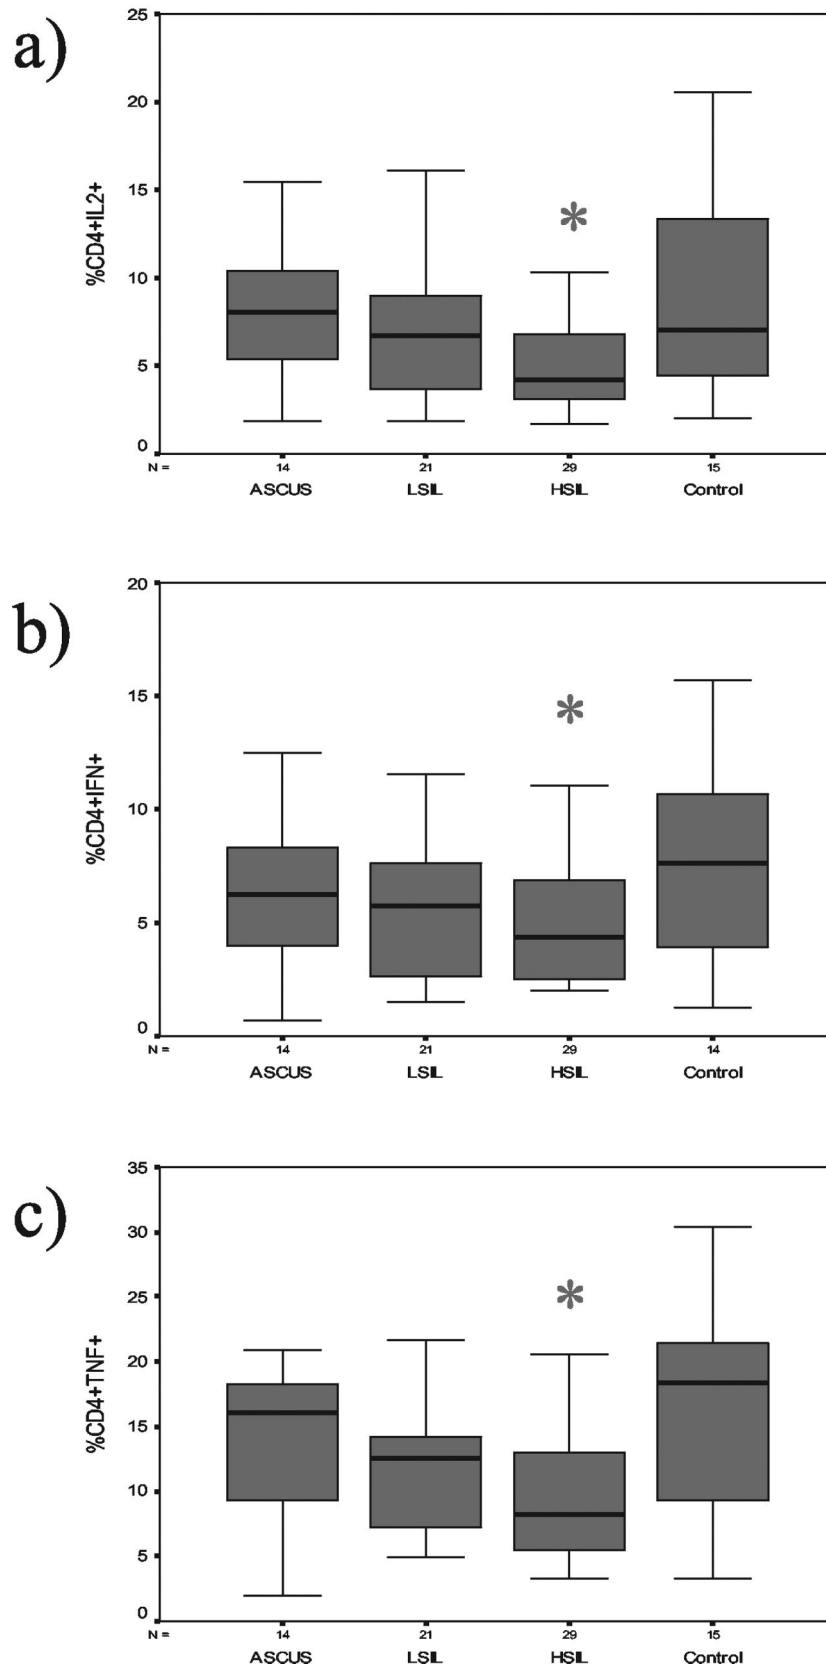 a)
25
20
15
10
5
0
%CD4+IL2+
N = 14 21 29 15
ASCUS LSIL HSIL Control
b)
20
15
10
5
0
%CD4+IFN+
N = 14 21 29 14
ASCUS LSIL HSIL Control
c)
35
30
25
20
15
10
5
0
%CD4+TNF+
N = 14 21 29 15
ASCUS LSIL HSIL Control